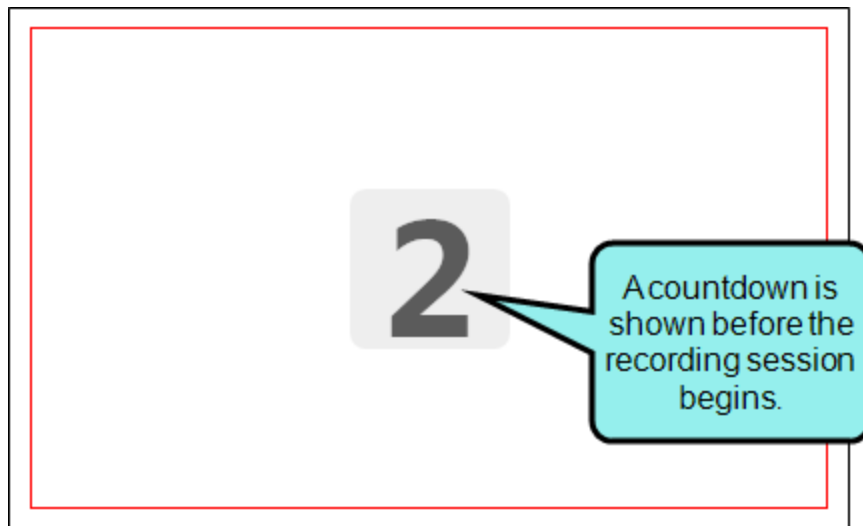 2
A countdown is
shown before the
recording session
begins.